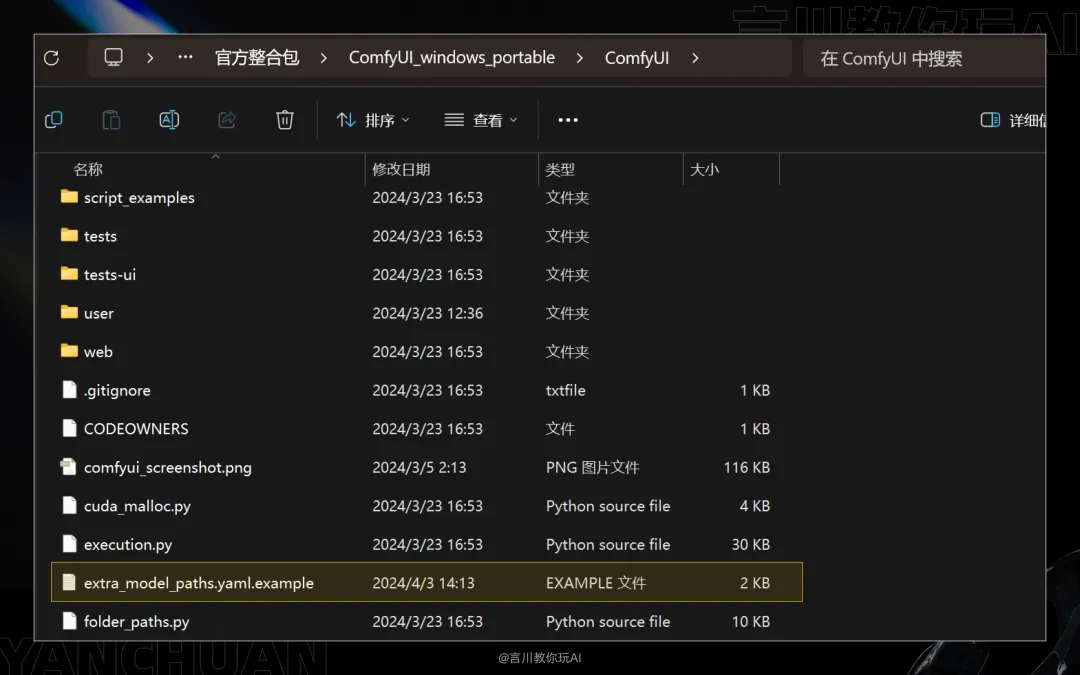 言川教你玩AI
官方整合包 ComfyUI_windows_portable ComfyUI 在 ComfyUI 中搜索
排序 查看 详细信
名称 修改日期 类型 大小
script_examples 2024/3/23 16:53 文件夹
tests 2024/3/23 16:53 文件夹
tests-ui 2024/3/23 16:53 文件夹
user 2024/3/23 12:36 文件夹
web 2024/3/23 16:53 文件夹
.gitignore 2024/3/23 16:53 txtfile 1 KB
CODEOWNERS 2024/3/23 16:53 文件 1 KB
comfyui_screenshot.png 2024/3/5 2:13 PNG 图片文件 116 KB
cuda_malloc.py 2024/3/23 16:53 Python source file 4 KB
execution.py 2024/3/23 16:53 Python source file 30 KB
extra_model_paths.yaml.example 2024/4/3 14:13 EXAMPLE 文件 2 KB
folder_paths.py 2024/3/23 16:53 Python source file 10 KB
YANCHUAN
@言川教你玩AI